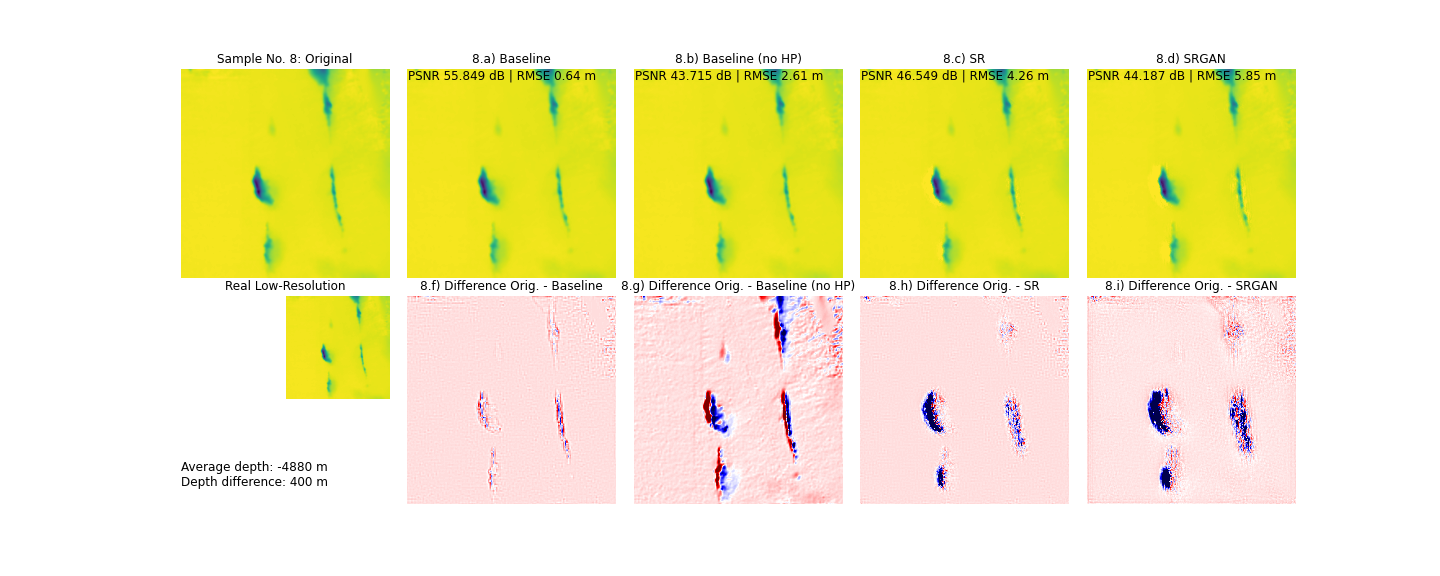 Sample No. 8: Original
8.a) Baseline
8.b) Baseline (no HP)
8.c) SR
8.d) SRGAN
PSNR 55.849 dB | RMSE 0.64 m
PSNR 43.715 dB | RMSE 2.61 m
PSNR 46.549 dB | RMSE 4.26 m
PSNR 44.187 dB | RMSE 5.85 m
Real Low-Resolution
8.f) Difference Orig. - Baseline
8.g) Difference Orig. - Baseline (no HP)
8.h) Difference Orig. - SR
8.i) Difference Orig. - SRGAN
Average depth: -4880 m
Depth difference: 400 m